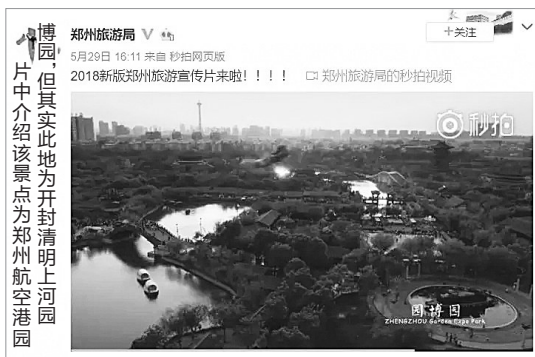 片中介绍该景点为郑州航空港园
博园,但其实此地为开封清明上河园
郑州旅游局
+关注
5月29日 16:11 来自 秒拍网页版
2018新版郑州旅游宣传片来啦！！！！ 郑州旅游局的秒拍视频
秒拍
园博园
ZHENGZHOU Garden Expo Park